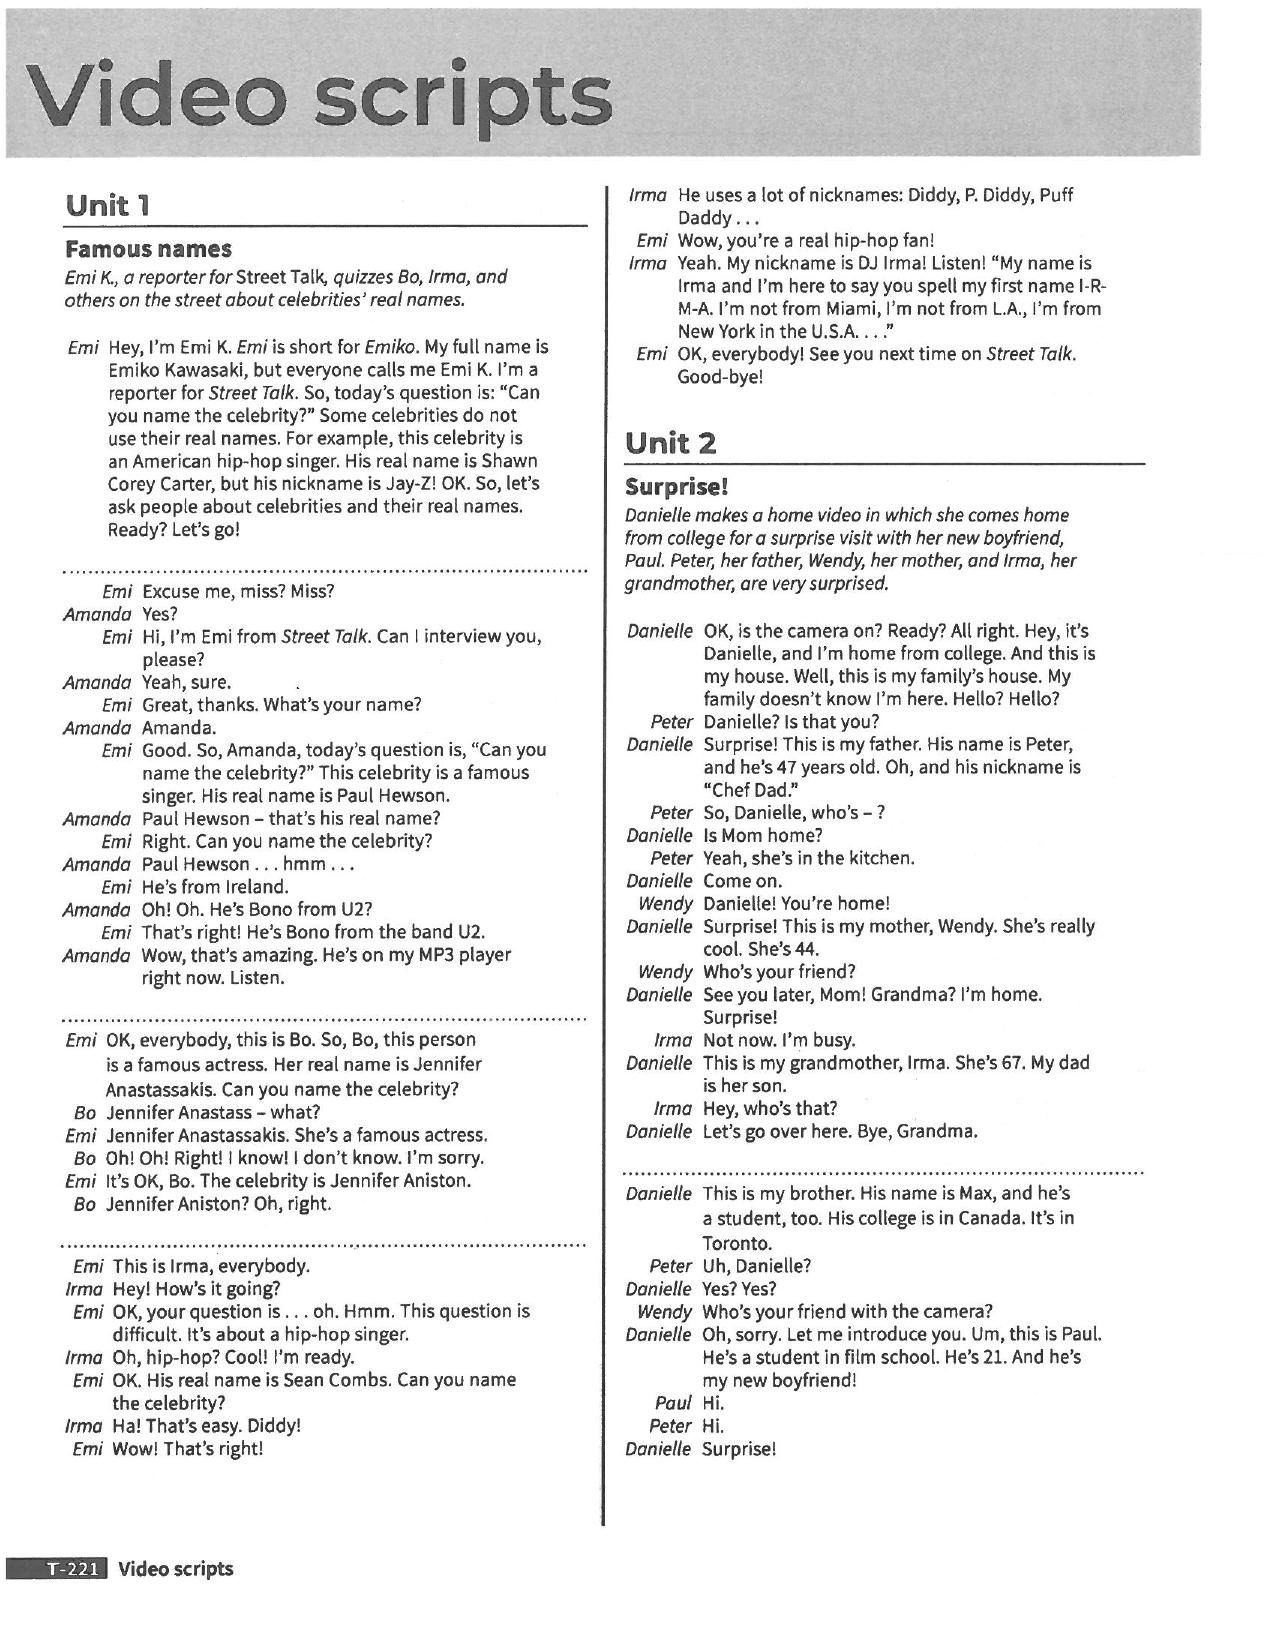 Video scripts
Unit 1
Famous names
Emi K., a reporter for Street Talk, quizzes Bo, Irma, and
others on the street about celebrities' real names.
Emi Hey, I'm Emi K. Emi is short for Emiko. My full name is
Emiko Kawasaki, but everyone calls me Emi K. I'm a
reporter for Street Talk. So, today's question is: "Can
you name the celebrity?" Some celebrities do not
use their real names. For example, this celebrity is
an American hip-hop singer. His real name is Shawn
Corey Carter, but his nickname is Jay-Z! OK. So, let's
ask people about celebrities and their real names.
Ready? Let's go!
Emi Excuse me, miss? Miss?
Amanda Yes?
Emi Hi, I'm Emi from Street Talk. Can I interview you,
please?
Amanda Yeah, sure.
Emi Great, thanks. What's your name?
Amanda Amanda.
Emi Good. So, Amanda, today's question is, "Can you
name the celebrity?" This celebrity is a famous
singer. His real name is Paul Hewson.
Amanda Paul Hewson – that's his real name?
Emi Right. Can you name the celebrity?
Amanda Paul Hewson . . . hmm . . .
Emi He's from Ireland.
Amanda Oh! Oh. He's Bono from U2?
Emi That's right! He's Bono from the band U2.
Amanda Wow, that's amazing. He's on my MP3 player
right now. Listen.
Emi OK, everybody, this is Bo. So, Bo, this person
is a famous actress. Her real name is Jennifer
Anastassakis. Can you name the celebrity?
Bo Jennifer Anastass – what?
Emi Jennifer Anastassakis. She's a famous actress.
Bo Oh! Oh! Right! I know! I don't know. I'm sorry.
Emi It's OK, Bo. The celebrity is Jennifer Aniston.
Bo Jennifer Aniston? Oh, right.
Emi This is Irma, everybody.
Irma Hey! How's it going?
Emi OK, your question is . . . oh. Hmm. This question is
difficult. It's about a hip-hop singer.
Irma Oh, hip-hop? Cool! I'm ready.
Emi OK. His real name is Sean Combs. Can you name
the celebrity?
Irma Ha! That's easy. Diddy!
Emi Wow! That's right!
Irma He uses a lot of nicknames: Diddy, P. Diddy, Puff
Daddy . . .
Emi Wow, you're a real hip-hop fan!
Irma Yeah. My nickname is DJ Irma! Listen! "My name is
Irma and I'm here to say you spell my first name I-R-
M-A. I'm not from Miami, I'm not from L.A., I'm from
New York in the U.S.A. . . ."
Emi OK, everybody! See you next time on Street Talk.
Good-bye!
Unit 2
Surprise!
Danielle makes a home video in which she comes home
from college for a surprise visit with her new boyfriend,
Paul. Peter, her father, Wendy, her mother, and Irma, her
grandmother, are very surprised.
Danielle OK, is the camera on? Ready? All right. Hey, it's
Danielle, and I'm home from college. And this is
my house. Well, this is my family's house. My
family doesn't know I'm here. Hello? Hello?
Peter Danielle? Is that you?
Danielle Surprise! This is my father. His name is Peter,
and he's 47 years old. Oh, and his nickname is
"Chef Dad."
Peter So, Danielle, who's – ?
Danielle Is Mom home?
Peter Yeah, she's in the kitchen.
Danielle Come on.
Wendy Danielle! You're home!
Danielle Surprise! This is my mother, Wendy. She's really
cool. She's 44.
Wendy Who's your friend?
Danielle See you later, Mom! Grandma? I'm home.
Surprise!
Irma Not now. I'm busy.
Danielle This is my grandmother, Irma. She's 67. My dad
is her son.
Irma Hey, who's that?
Danielle Let's go over here. Bye, Grandma.
Danielle This is my brother. His name is Max, and he's
a student, too. His college is in Canada. It's in
Toronto.
Peter Uh, Danielle?
Danielle Yes? Yes?
Wendy Who's your friend with the camera?
Danielle Oh, sorry. Let me introduce you. Um, this is Paul.
He's a student in film school. He's 21. And he's
my new boyfriend!
Paul Hi.
Peter Hi.
Danielle Surprise!
T-221 Video scripts